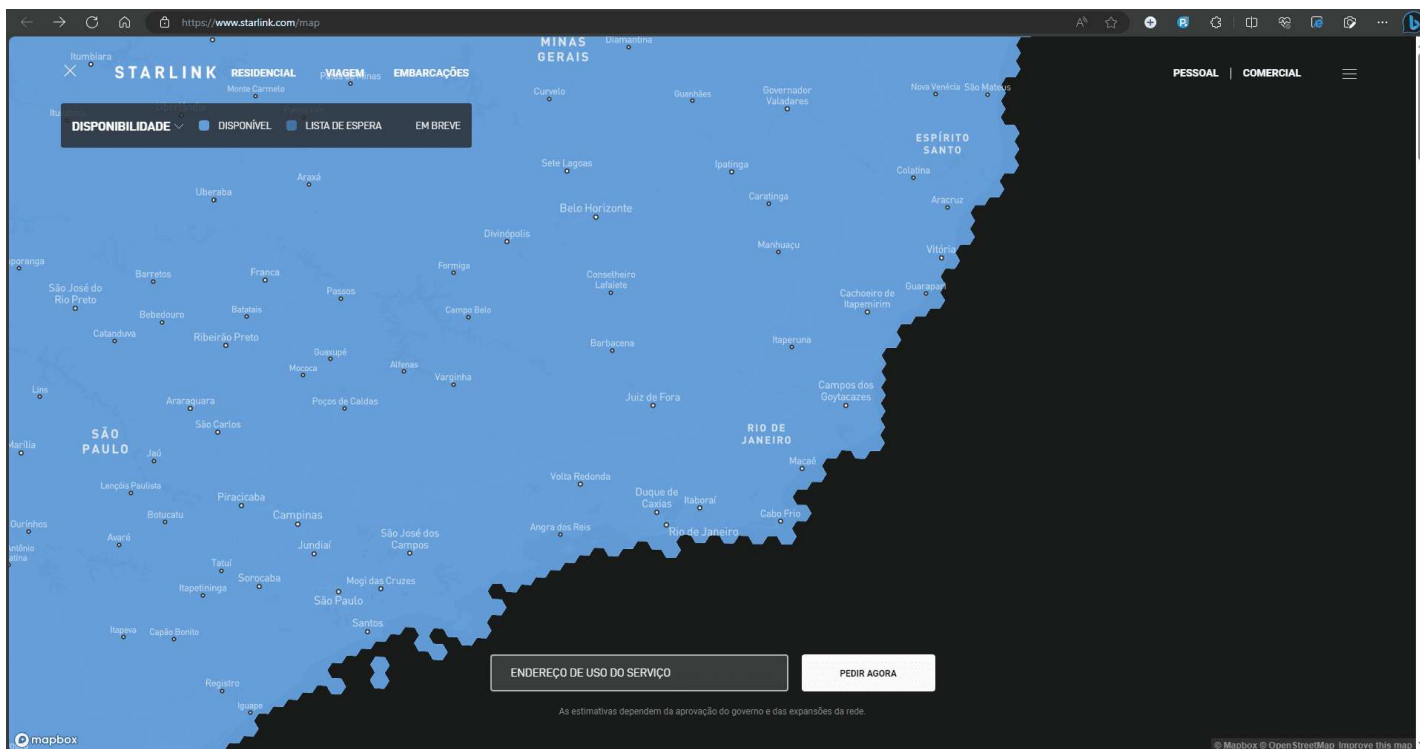 https://www.starlink.com/map
STARLINK RESIDENCIAL VIAGEM EMBARCAÇÕES
PESSOAL | COMERCIAL
DISPONIBILIDADE DISPONÍVEL LISTA DE ESPERA EM BREVE
Itumbiara
MINAS
GERAIS
Diamantina
Monte Carmelo
Curvelo
Guanhães
Governador
Valadares
Nova Venécia
São Mateus
ESPÍRITO
SANTO
Sete Lagoas
Ipatinga
Colatina
Araxá
Uberaba
Caratinga
Aracruz
Belo Horizonte
Divinópolis
Manhuaçu
Vitória
Barretos
Franca
Formiga
Conselheiro
Lafaiete
São José do
Rio Preto
Passos
Cachoeiro de
Itapemirim
Guarapari
Bebedouro
Batatais
Campo Belo
Catanduva
Ribeirão Preto
Barbacena
Itaperuna
Guaxupé
Mococa
Alfenas
Varginha
Lins
Campos dos
Goytacazes
Araraquara
Poços de Caldas
Juiz de Fora
São Carlos
RIO DE
JANEIRO
SÃO
PAULO
Marília
Jaú
Macaé
Volta Redonda
Lençóis Paulista
Duque de
Caxias
Itaboraí
Piracicaba
Botucatu
Campinas
Cabo Frio
Ourinhos
Angra dos Reis
Rio de Janeiro
Avaré
São José dos
Campos
Jundiaí
Tatuí
Sorocaba
Mogi das Cruzes
Itapetininga
São Paulo
Santos
Itapeva
Capão Bonito
Registro
Iguape
ENDEREÇO DE USO DO SERVIÇO
PEDIR AGORA
As estimativas dependem da aprovação do governo e das expansões da rede.
mapbox
© Mapbox © OpenStreetMap Improve this map